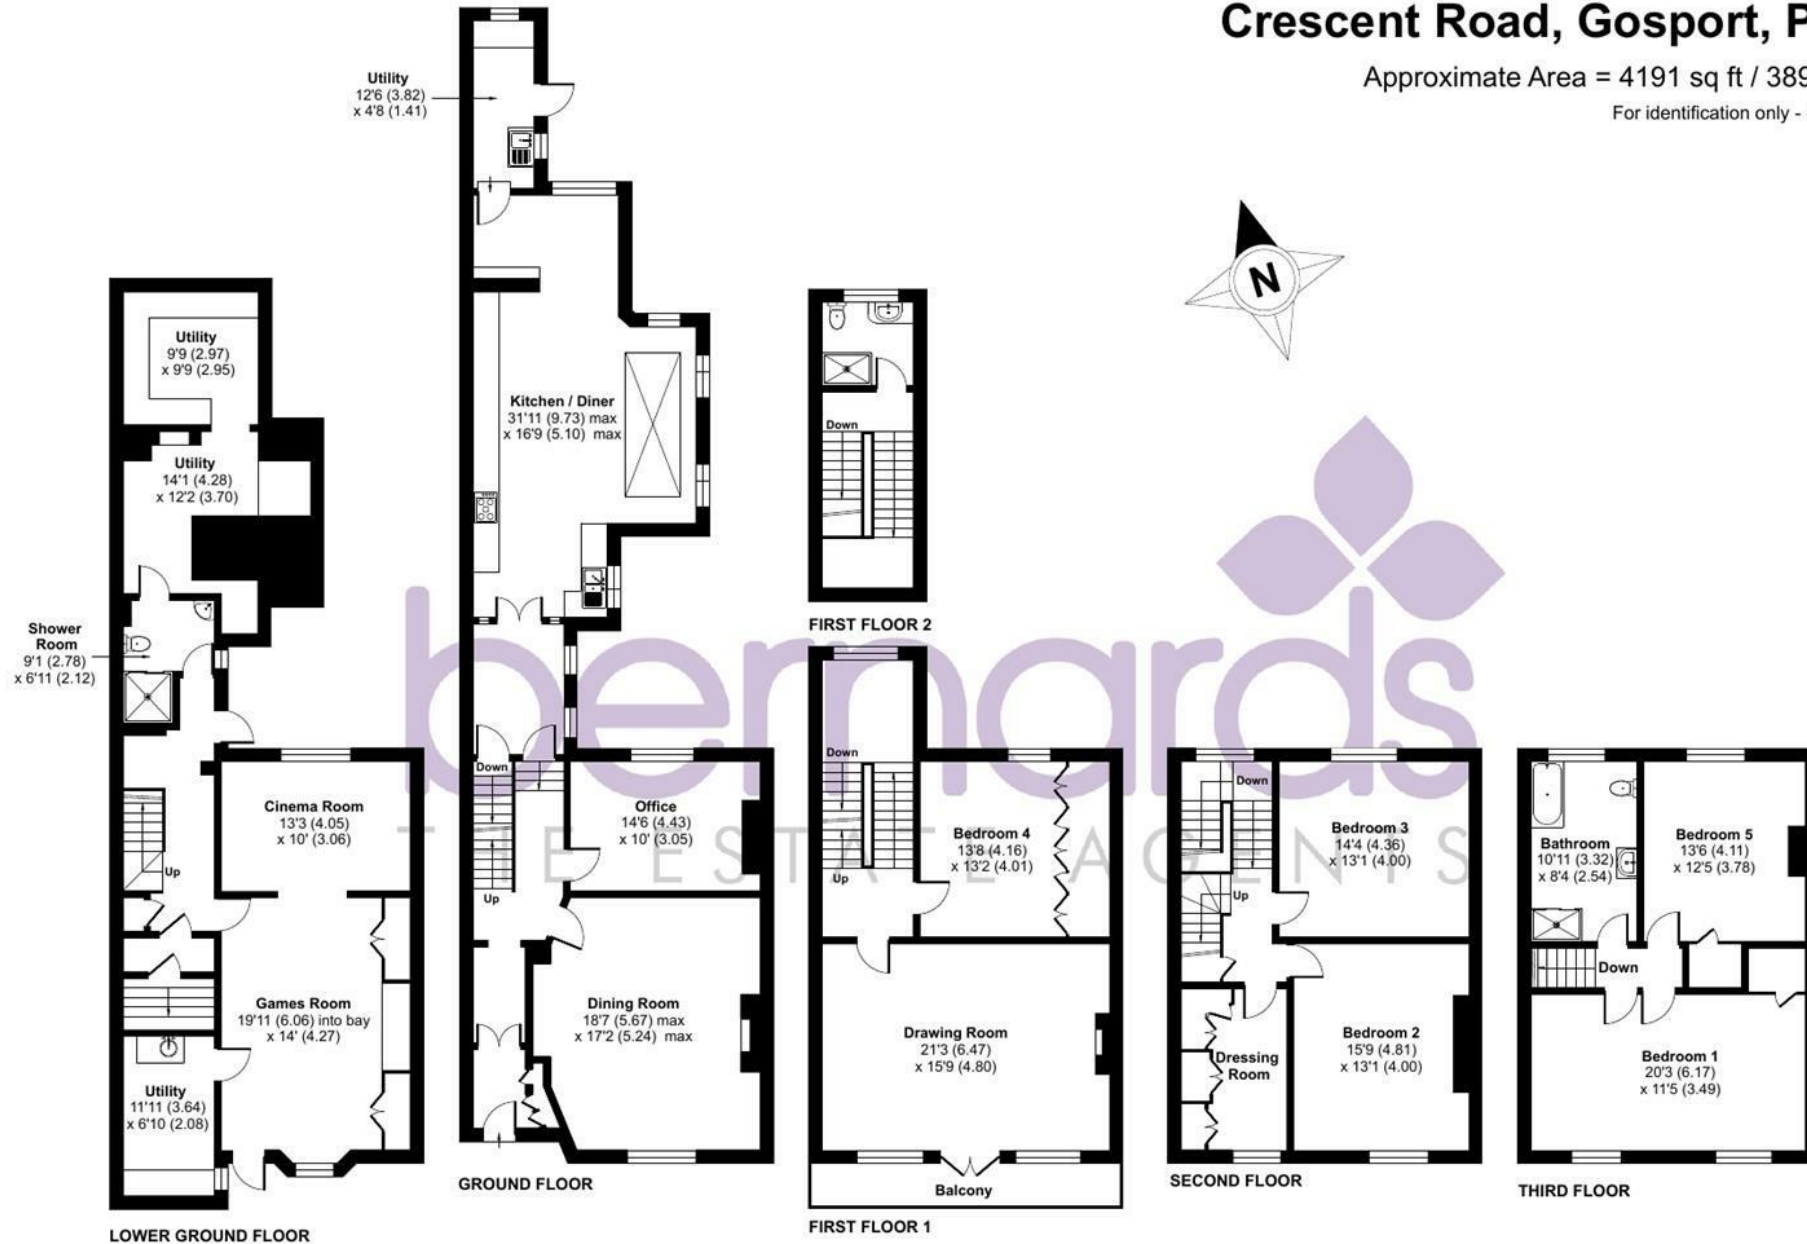 Crescent Road, Gosport, P
Approximate Area = 4191 sq ft / 389
For identification only -
N
Utility
12'6 (3.82)
x 4'8 (1.41)
Utility
9'9 (2.97)
x 9'9 (2.95)
Utility
14'1 (4.28)
x 12'2 (3.70)
Shower
Room
9'1 (2.78)
x 6'11 (2.12)
Cinema Room
13'3 (4.05)
x 10' (3.06)
Up
Games Room
19'11 (6.06) into bay
x 14' (4.27)
Utility
11'11 (3.64)
x 6'10 (2.08)
LOWER GROUND FLOOR
Kitchen / Diner
31'11 (9.73) max
x 16'9 (5.10) max
Down
Up
Office
14'6 (4.43)
x 10' (3.05)
Dining Room
18'7 (5.67) max
x 17'2 (5.24) max
GROUND FLOOR
Down
FIRST FLOOR 2
Down
Up
Bedroom 4
13'8 (4.16)
x 13'2 (4.01)
Drawing Room
21'3 (6.47)
x 15'9 (4.80)
Balcony
FIRST FLOOR 1
Down
Up
Bedroom 3
14'4 (4.36)
x 13'1 (4.00)
Dressing
Room
Bedroom 2
15'9 (4.81)
x 13'1 (4.00)
SECOND FLOOR
Bathroom
10'11 (3.32)
x 8'4 (2.54)
Bedroom 5
13'6 (4.11)
x 12'5 (3.78)
Down
Bedroom 1
20'3 (6.17)
x 11'5 (3.49)
THIRD FLOOR
bernards
THE ESTATE AGENTS